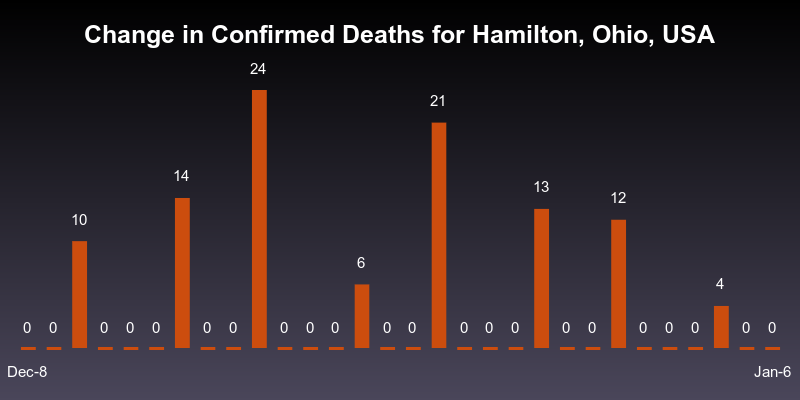 Change in Confirmed Deaths for Hamilton, Ohio, USA
0 0 10 0 0 0 14 0 0 24 0 0 0 6 0 0 21 0 0 0 13 0 0 12 0 0 0 4 0 0
Dec-8 Jan-6